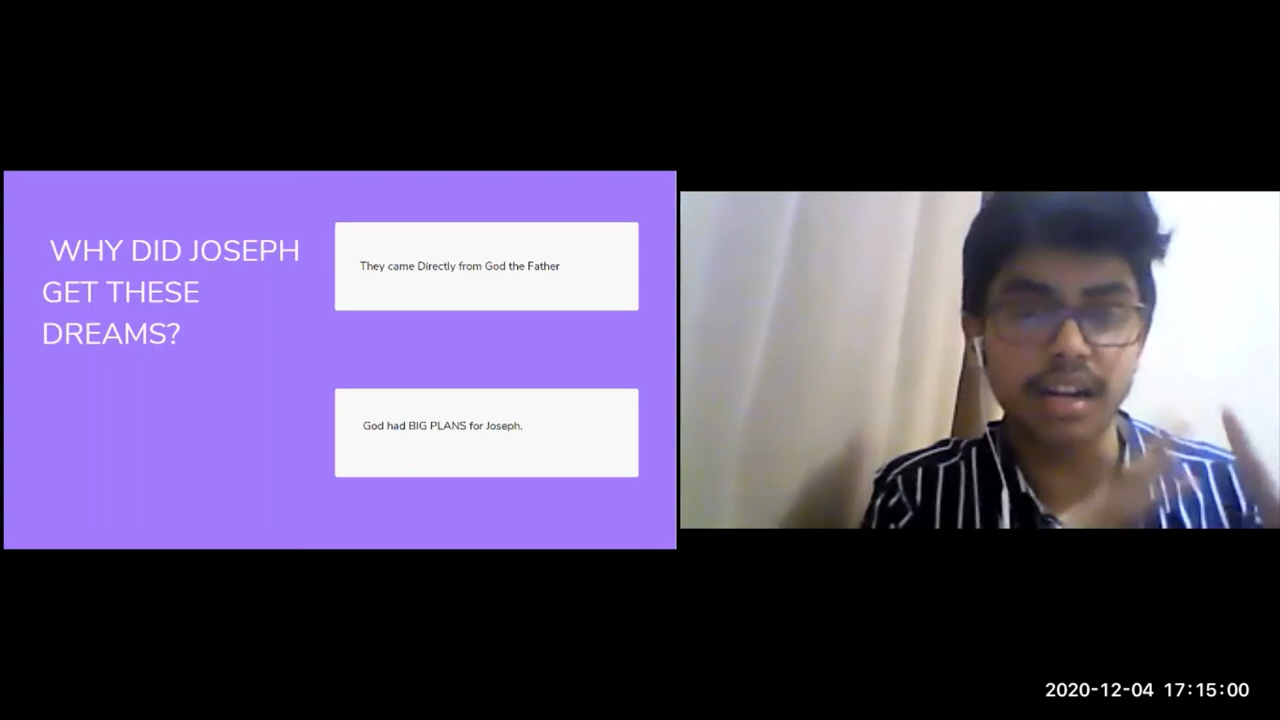 WHY DID JOSEPH
GET THESE
DREAMS?
They came Directly from God the Father
God had BIG PLANS for Joseph.
2020-12-04 17:15:00